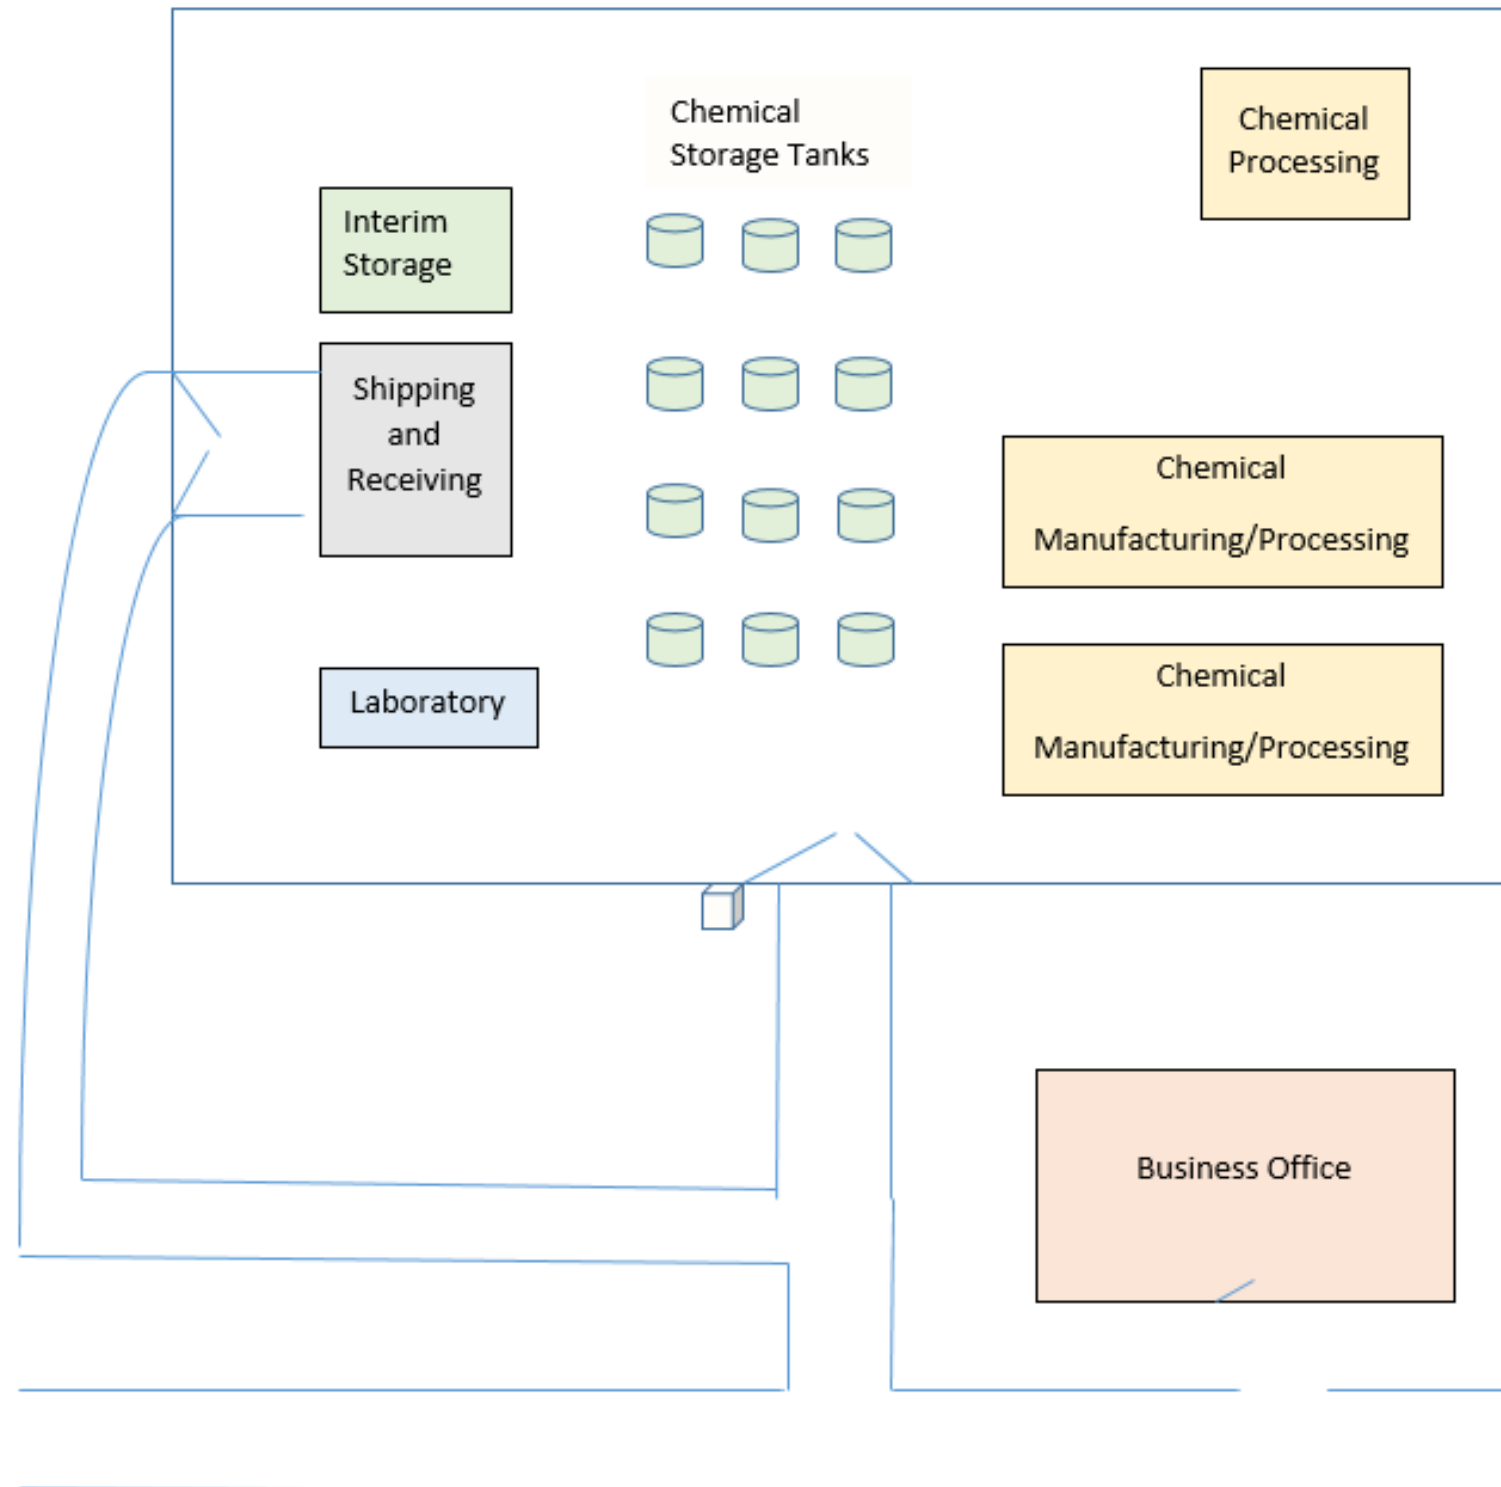 Chemical
Storage Tanks
Chemical
Processing
Interim
Storage
Shipping
and
Receiving
Chemical
Manufacturing/Processing
Laboratory
Chemical
Manufacturing/Processing
Business Office